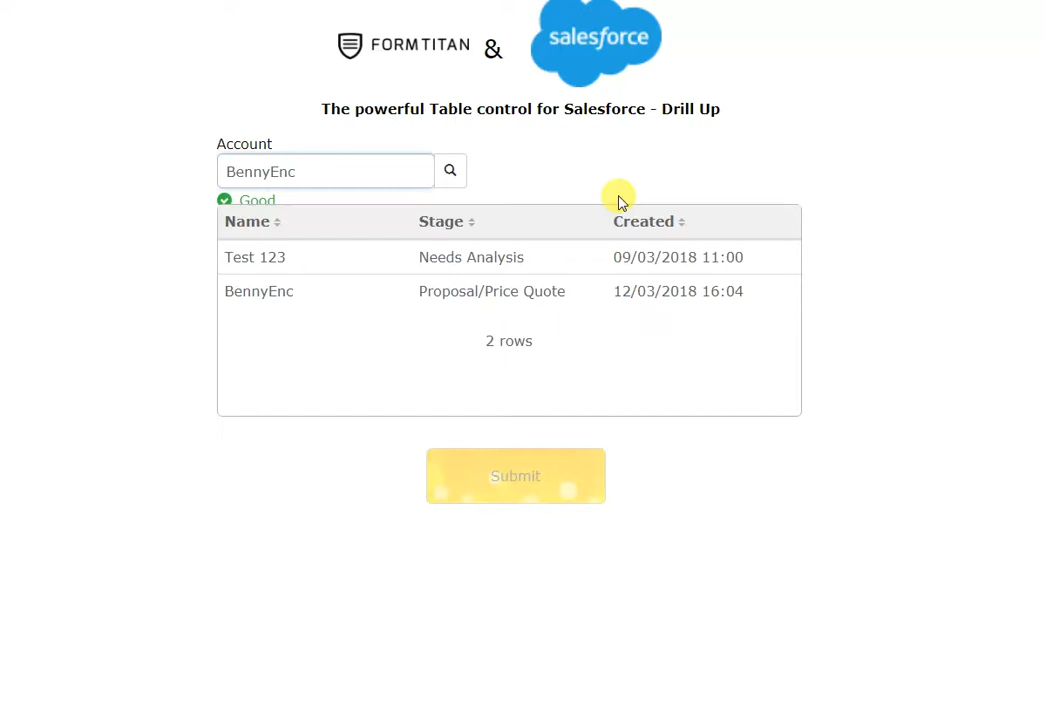 FORMTITAN & salesforce
The powerful Table control for Salesforce - Drill Up
Account
BennyEnc
Good
Name Stage Created
Test 123 Needs Analysis 09/03/2018 11:00
BennyEnc Proposal/Price Quote 12/03/2018 16:04
2 rows
Submit